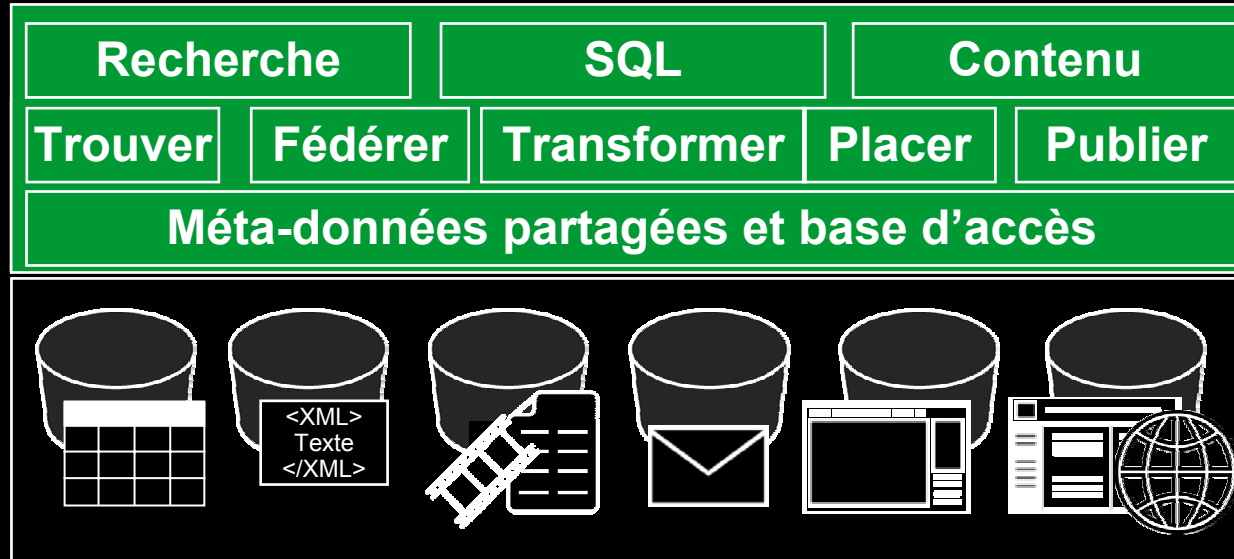 Recherche SQL Contenu
Trouver Fédérer Transformer Placer Publier
Méta-données partagées et base d’accès
<XML>
Texte
</XML>